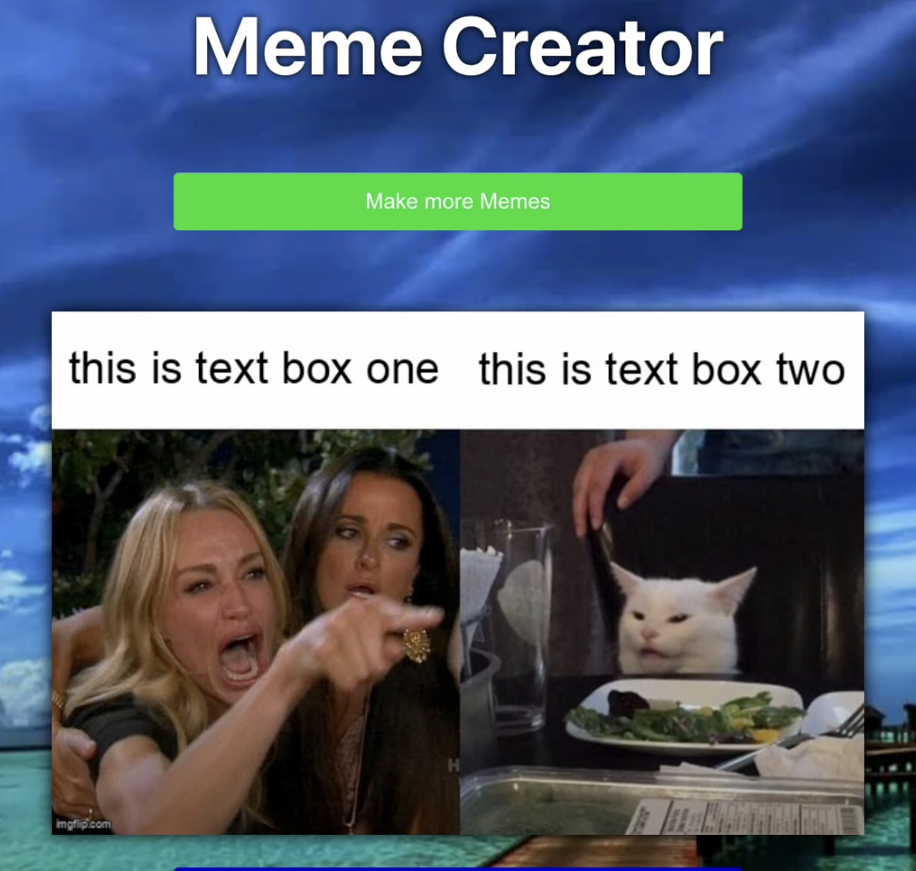 Meme Creator
Make more Memes
this is text box one
this is text box two
H
imgflip.com